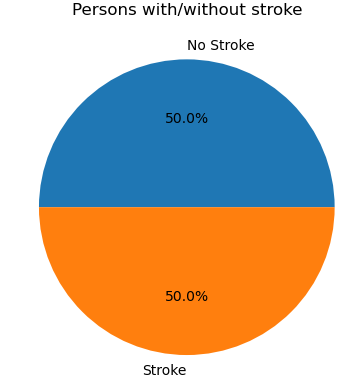 Persons with/without stroke
No Stroke
50.0%
50.0%
Stroke